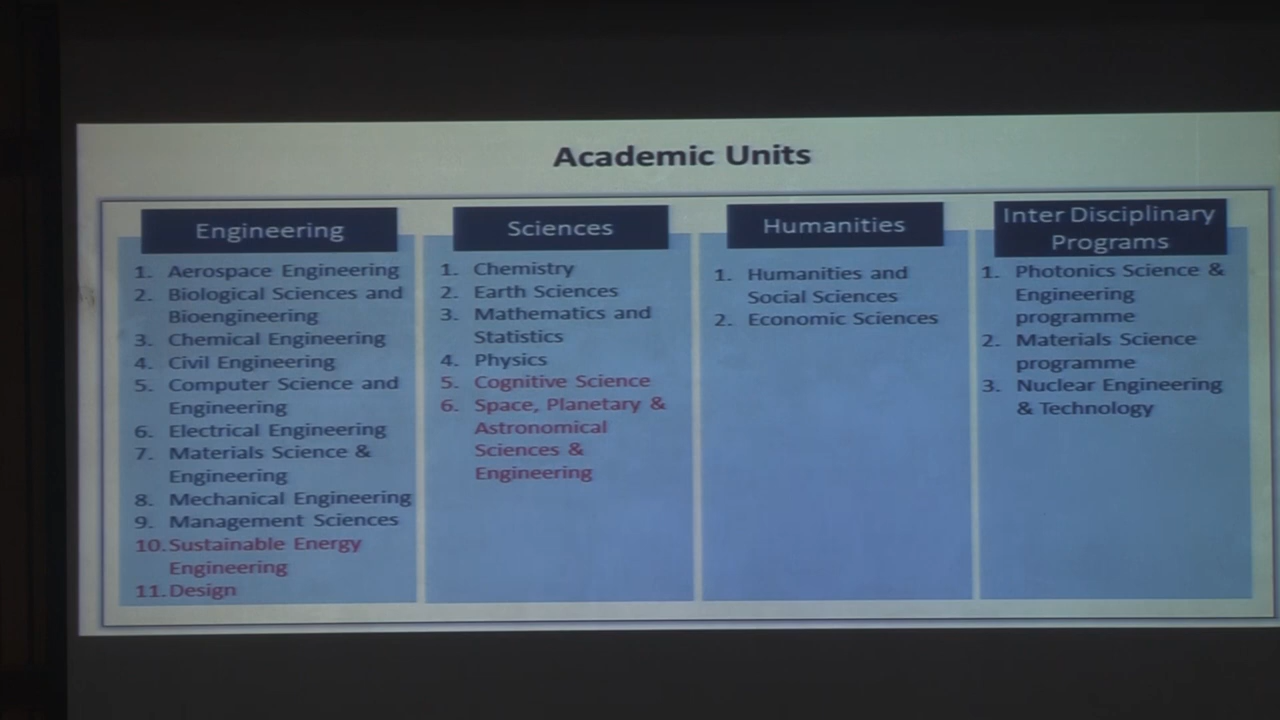 Academic Units
Engineering
1. Aerospace Engineering
2. Biological Sciences and
Bioengineering
3. Chemical Engineering
4. Civil Engineering
5. Computer Science and
Engineering
6. Electrical Engineering
7. Materials Science &
Engineering
8. Mechanical Engineering
9. Management Sciences
10. Sustainable Energy
Engineering
11. Design
Sciences
1. Chemistry
2. Earth Sciences
3. Mathematics and
Statistics
4. Physics
5. Cognitive Science
6. Space, Planetary &
Astronomical
Sciences &
Engineering
Humanities
1. Humanities and
Social Sciences
2. Economic Sciences
Inter Disciplinary
Programs
1. Photonics Science &
Engineering
programme
2. Materials Science
programme
3. Nuclear Engineering
& Technology